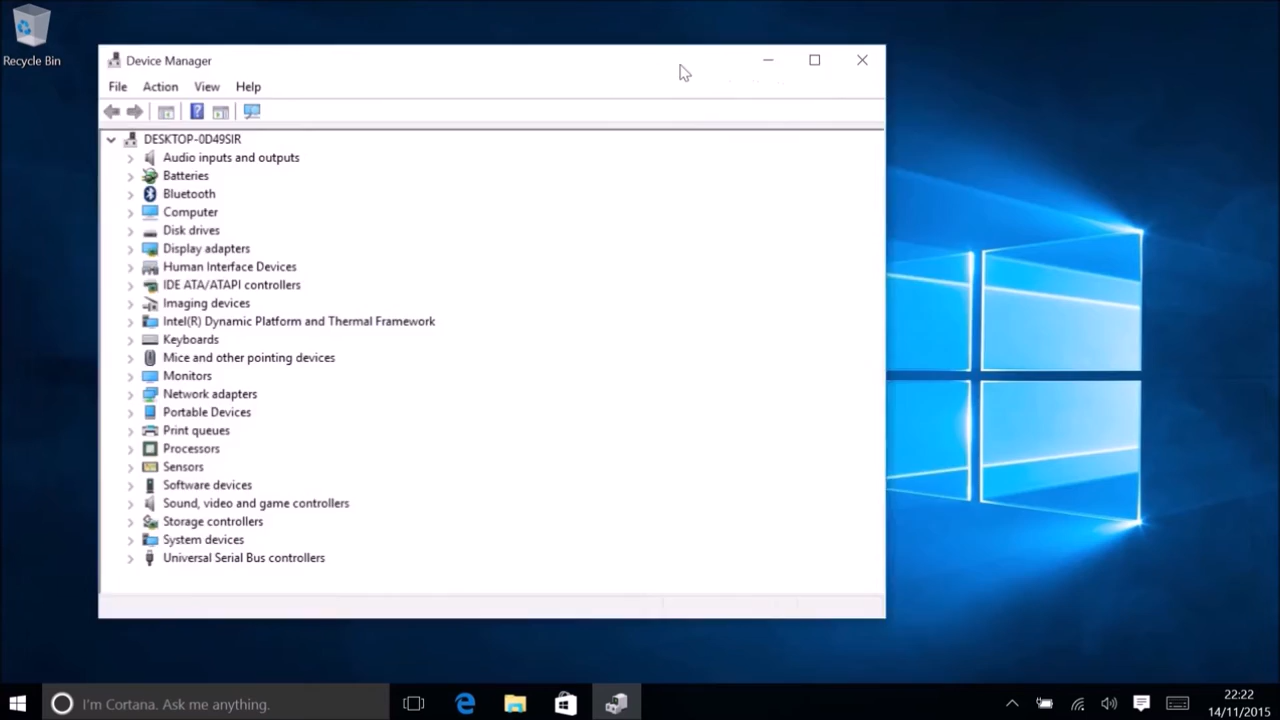 Recycle Bin
Device Manager
File Action View Help
DESKTOP-0D49SIR
Audio inputs and outputs
Batteries
Bluetooth
Computer
Disk drives
Display adapters
Human Interface Devices
IDE ATA/ATAPI controllers
Imaging devices
Intel(R) Dynamic Platform and Thermal Framework
Keyboards
Mice and other pointing devices
Monitors
Network adapters
Portable Devices
Print queues
Processors
Sensors
Software devices
Sound, video and game controllers
Storage controllers
System devices
Universal Serial Bus controllers
I'm Cortana. Ask me anything.
22:22
14/11/2015